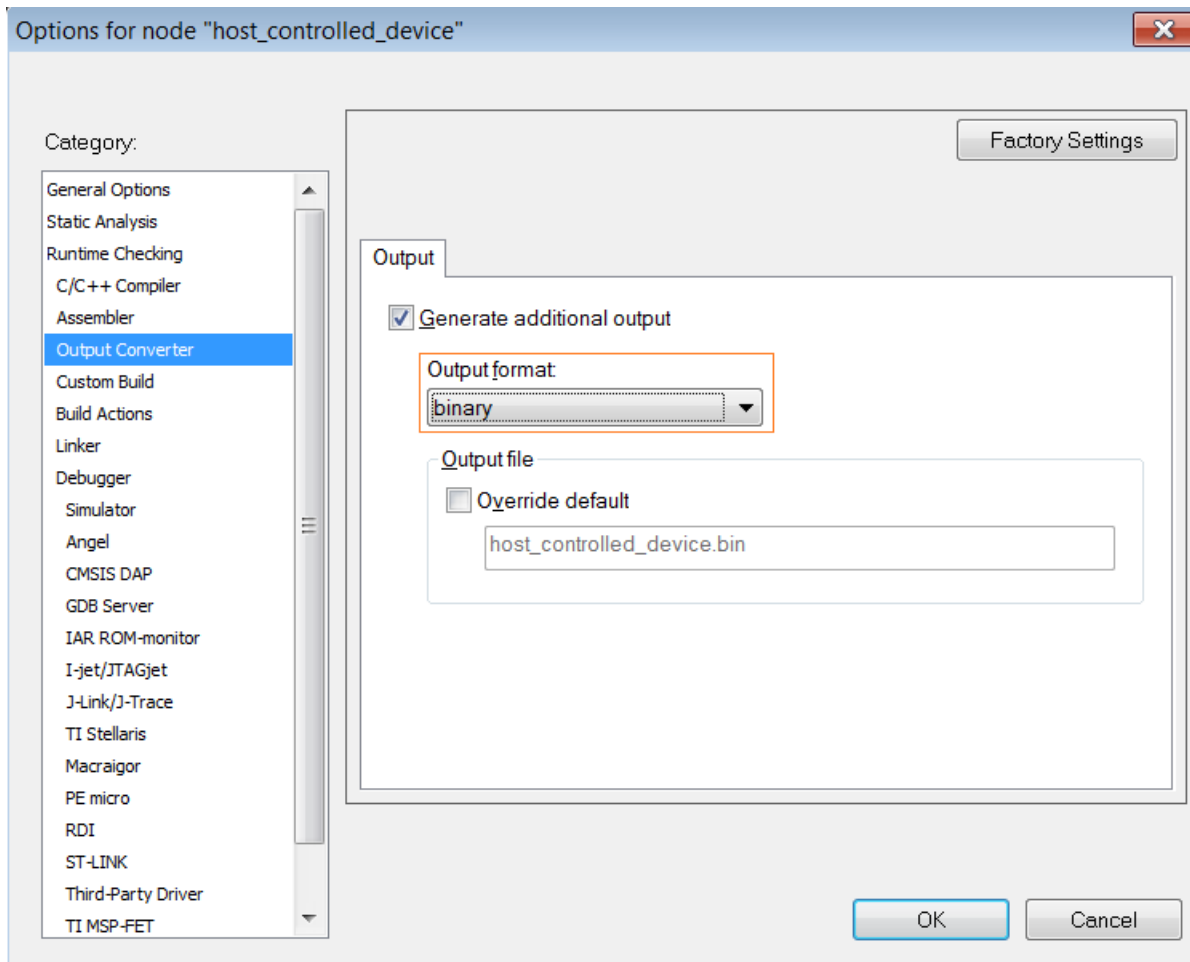 Options for node "host_controlled_device"
Category:
General Options
Static Analysis
Runtime Checking
C/C++ Compiler
Assembler
Output Converter
Custom Build
Build Actions
Linker
Debugger
Simulator
Angel
CMSIS DAP
GDB Server
IAR ROM-monitor
I-jet/JTAGjet
J-Link/J-Trace
TI Stellaris
Macraigor
PE micro
RDI
ST-LINK
Third-Party Driver
TI MSP-FET
Factory Settings
Output
Generate additional output
Output format:
binary
Output file
Override default
host_controlled_device.bin
OK
Cancel